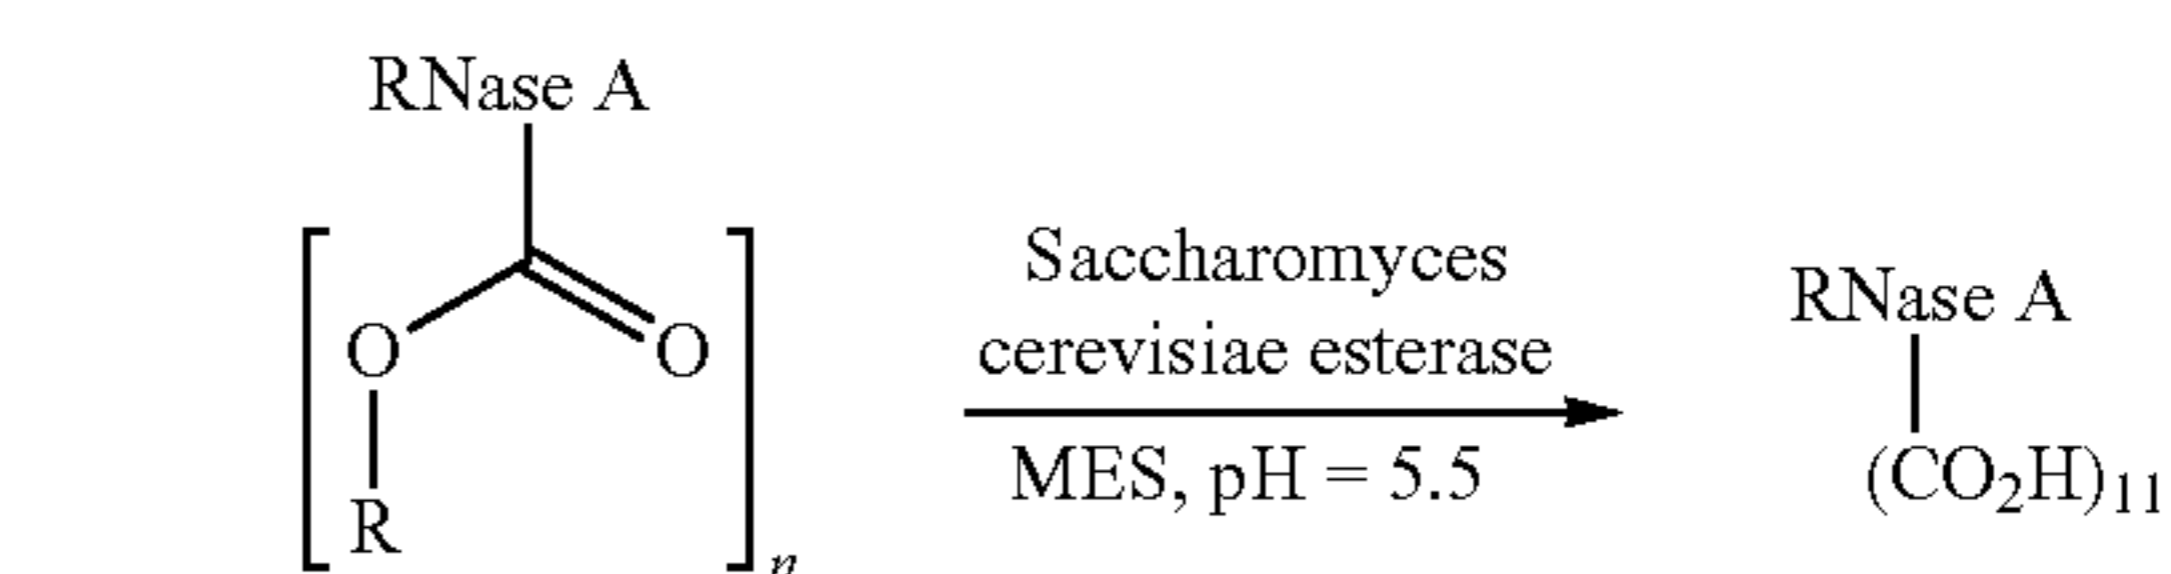 RNase A
O
O
R
n
Saccharomyces
cerevisiae esterase
MES, pH = 5.5
RNase A
(CO₂H)₁₁